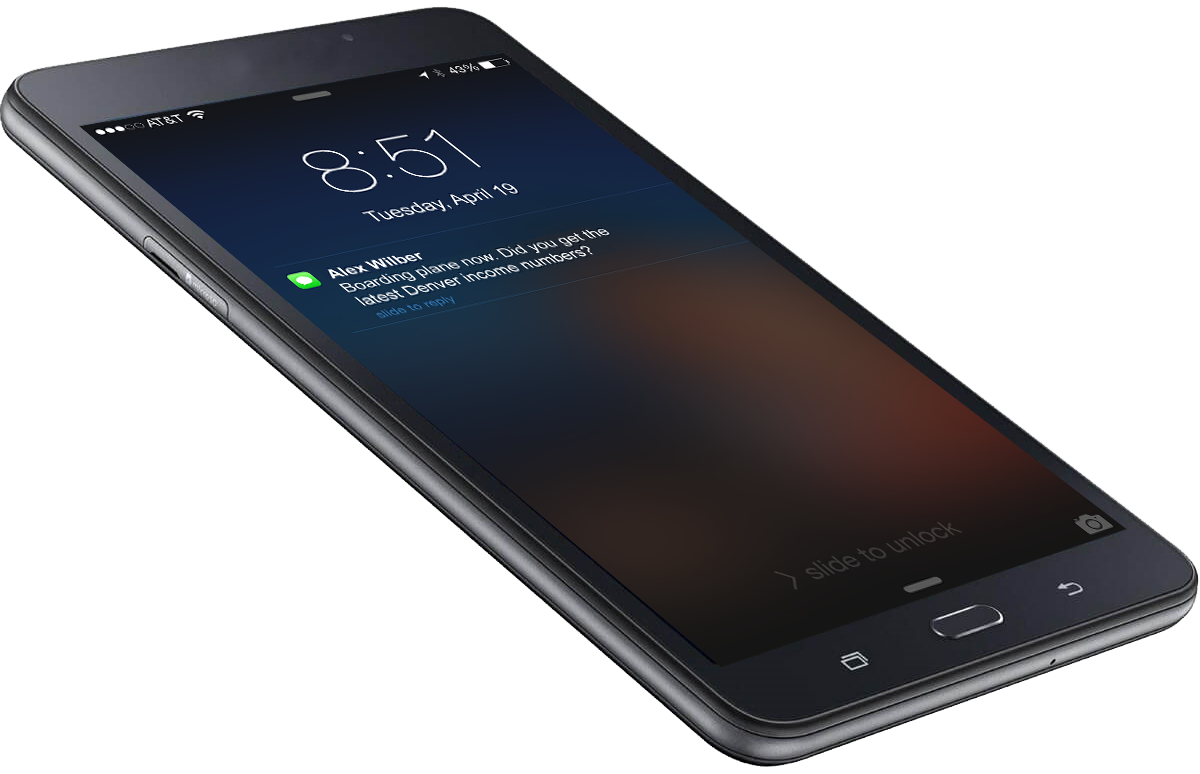 AT&T 43%
8:51
Tuesday, April 19
Alex Wilber
Boarding plane now. Did you get the
latest Denver income numbers?
slide to reply
> slide to unlock